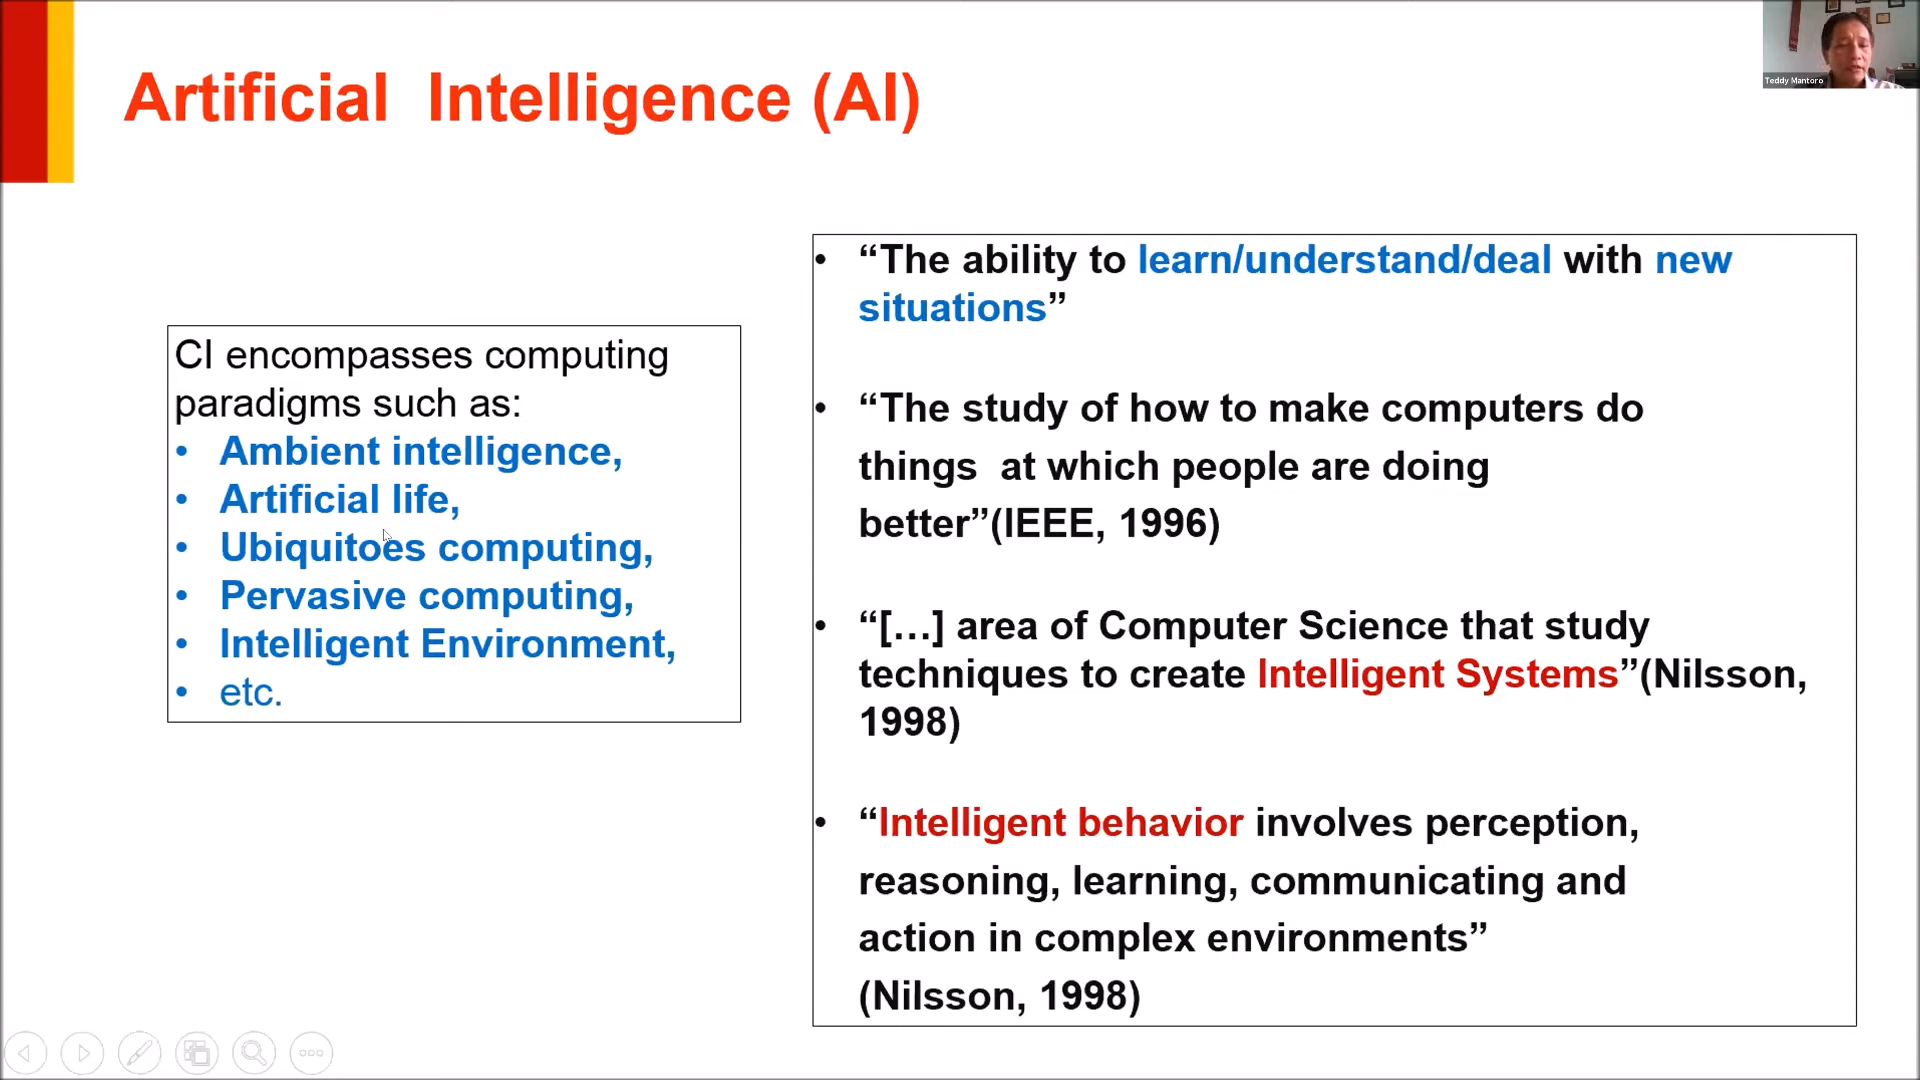 Artificial  Intelligence (AI)
Teddy Mantoro
CI encompasses computing
paradigms such as:
• Ambient intelligence,
• Artificial life,
• Ubiquitoes computing,
• Pervasive computing,
• Intelligent Environment,
• etc.
• “The ability to learn/understand/deal with new
situations”
• “The study of how to make computers do
things  at which people are doing
better”(IEEE, 1996)
• “[…] area of Computer Science that study
techniques to create Intelligent Systems”(Nilsson,
1998)
• “Intelligent behavior involves perception,
reasoning, learning, communicating and
action in complex environments”
(Nilsson, 1998)